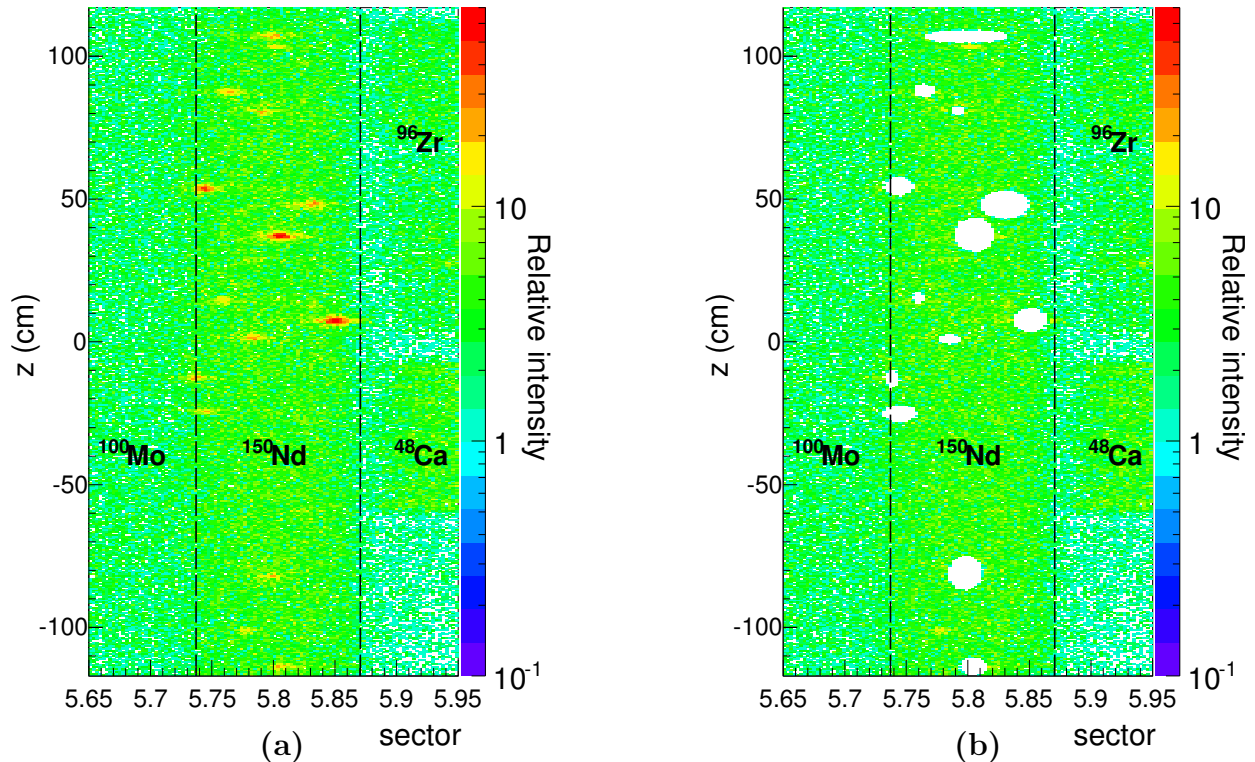 100
50
0
-50
-100
z (cm)
5.65 5.7 5.75 5.8 5.85 5.9 5.95
sector
⁹⁶Zr
¹⁰⁰Mo ¹⁵⁰Nd ⁴⁸Ca
10
1
10⁻¹
Relative intensity
(a)
100
50
0
-50
-100
z (cm)
5.65 5.7 5.75 5.8 5.85 5.9 5.95
sector
⁹⁶Zr
¹⁰⁰Mo ¹⁵⁰Nd ⁴⁸Ca
10
1
10⁻¹
Relative intensity
(b)